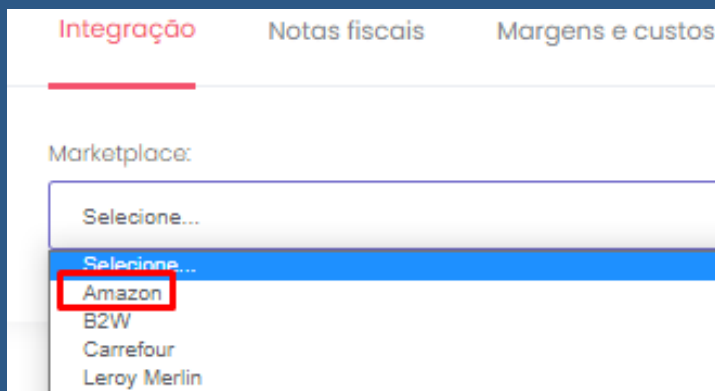 Integração Notas fiscais Margens e custos
Marketplace:
Selecione...
Selecione...
Amazon
B2W
Carrefour
Leroy Merlin